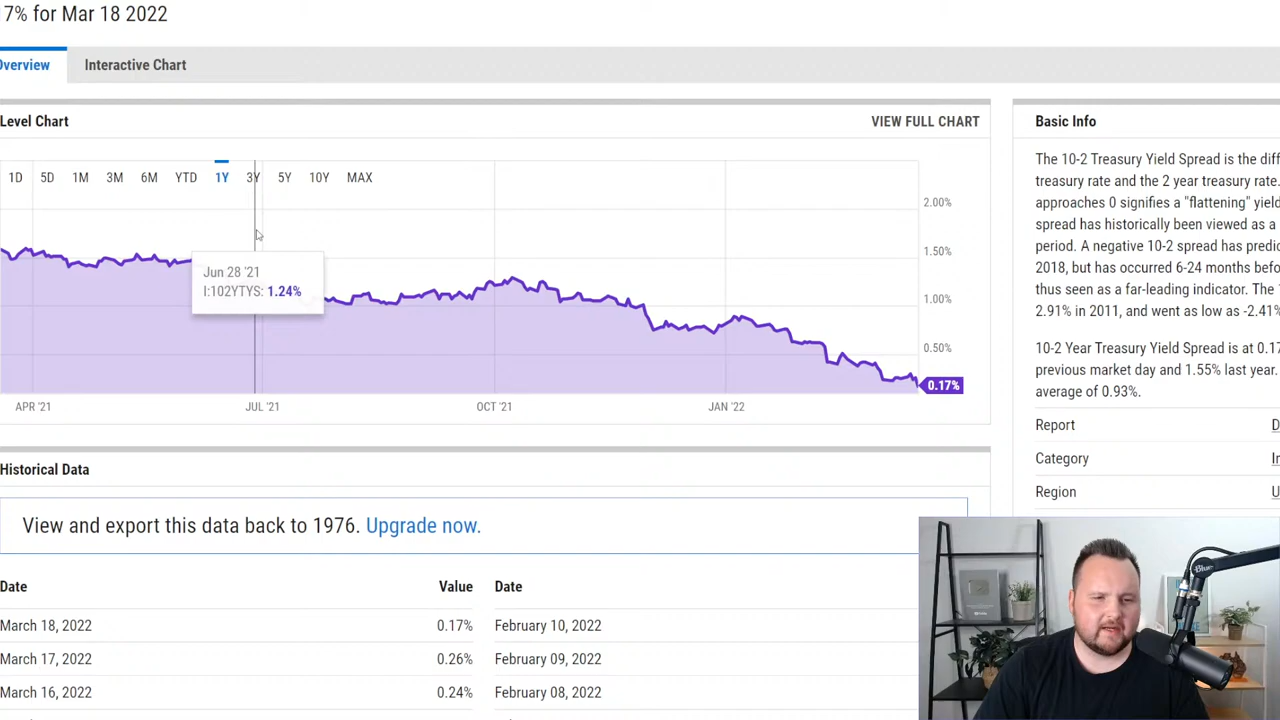 17% for Mar 18 2022
Overview
Interactive Chart
Level Chart
VIEW FULL CHART
1D 5D 1M 3M 6M YTD 1Y 3Y 5Y 10Y MAX
2.00%
1.50%
1.00%
0.50%
0.17%
Jun 28 '21
I:102YTYS: 1.24%
APR '21
JUL '21
OCT '21
JAN '22
Basic Info
The 10-2 Treasury Yield Spread is the
treasury rate and the 2 year treasury rate.
approaches 0 signifies a "flattening"
spread has historically been viewed as a
period. A negative 10-2 spread has
2018, but has occurred 6-24 months
thus seen as a far-leading indicator. The
2.91% in 2011, and went as low as -2.41%
10-2 Year Treasury Yield Spread is at
previous market day and 1.55% last year.
average of 0.93%.
Report
Category
Region
Historical Data
View and export this data back to 1976. Upgrade now.
Date Value Date
March 18, 2022 0.17% February 10, 2022
March 17, 2022 0.26% February 09, 2022
March 16, 2022 0.24% February 08, 2022
Blue